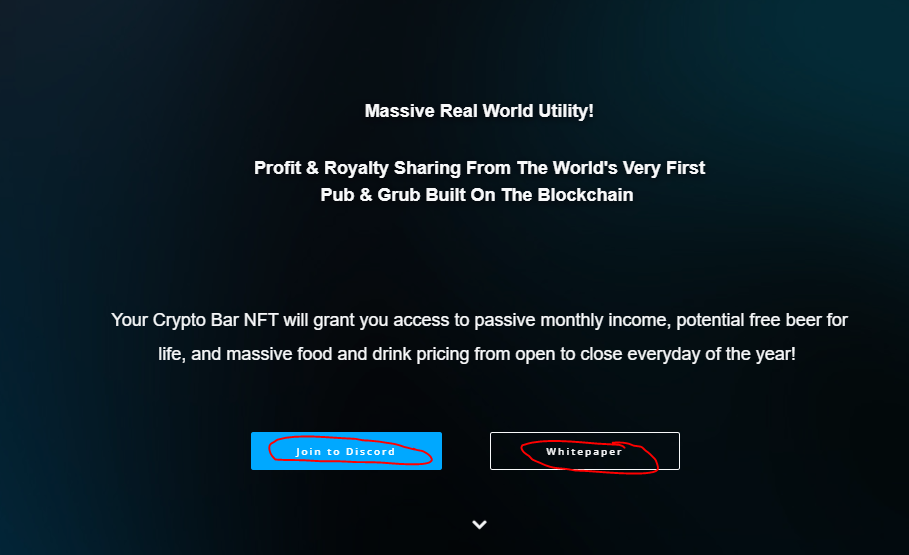 Massive Real World Utility!
Profit & Royalty Sharing From The World's Very First
Pub & Grub Built On The Blockchain
Your Crypto Bar NFT will grant you access to passive monthly income, potential free beer for
life, and massive food and drink pricing from open to close everyday of the year!
Join to Discord
Whitepaper